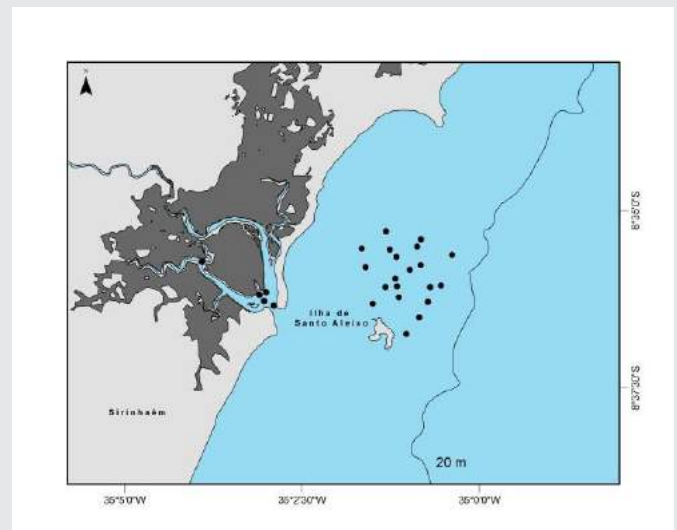 N
8°35'0"S
Ilha de
Santo Aleixo
8°37'30"S
Sirinhaém
20 m
35°5'0"W
35°2'30"W
35°0'0"W